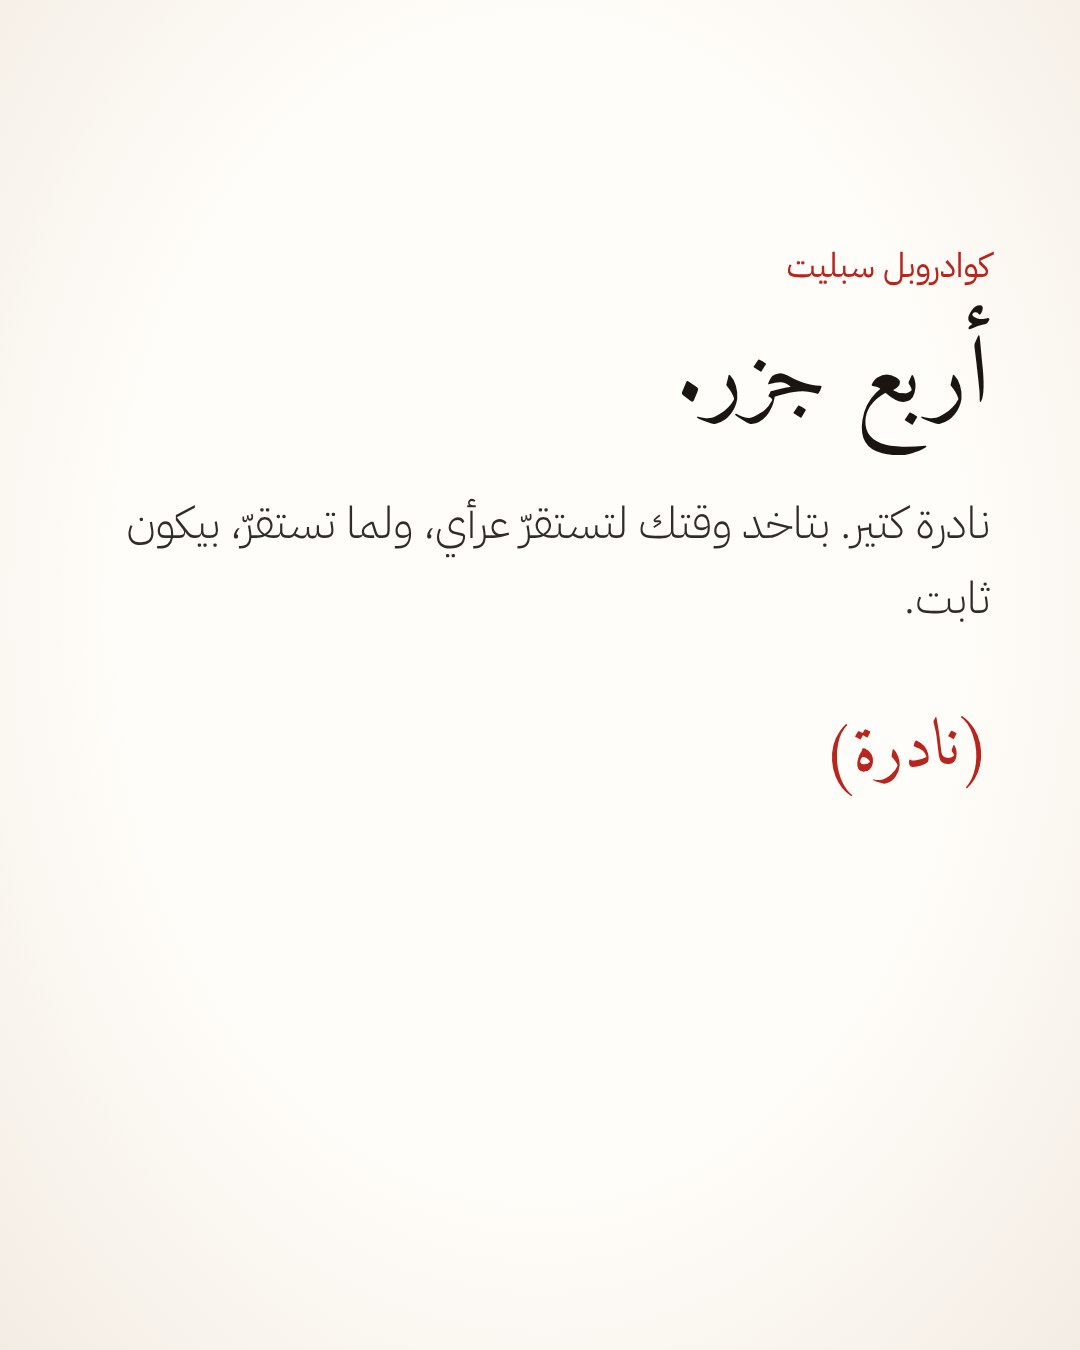 كوادروبل سبليت
أربع جزر.
نادرة كتير. بتاخد وقتك لتستقرّ عرأي، ولما تستقرّ، بيكون
ثابت.
(نادرة)